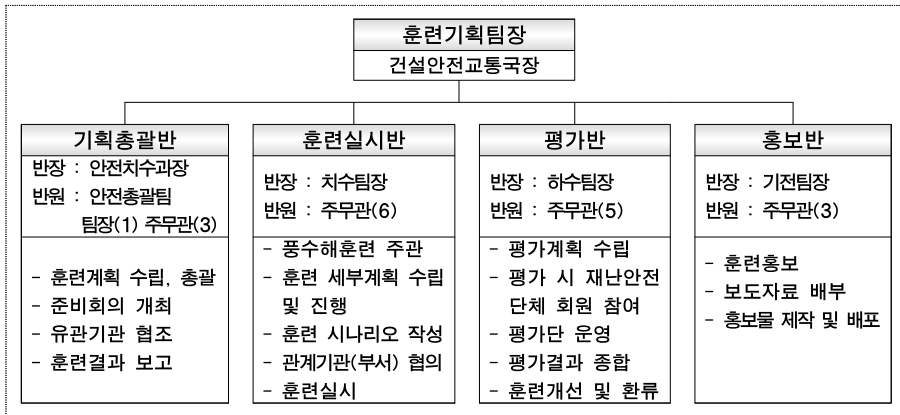 훈련기획팀장
건설안전교통국장
기획총괄반
반장 : 안전치수과장
반원 : 안전총괄팀
팀장(1) 주무관(3)
- 훈련계획 수립, 총괄
- 준비회의 개최
- 유관기관 협조
- 훈련결과 보고
훈련실시반
반장 : 치수팀장
반원 : 주무관(6)
- 풍수해훈련 주관
- 훈련 세부계획 수립
및 진행
- 훈련 시나리오 작성
- 관계기관(부서) 협의
- 훈련실시
평가반
반장 : 하수팀장
반원 : 주무관(5)
- 평가계획 수립
- 평가 시 재난안전
단체 회원 참여
- 평가단 운영
- 평가결과 종합
- 훈련개선 및 환류
홍보반
반장 : 기전팀장
반원 : 주무관(3)
- 훈련홍보
- 보도자료 배부
- 홍보물 제작 및 배포